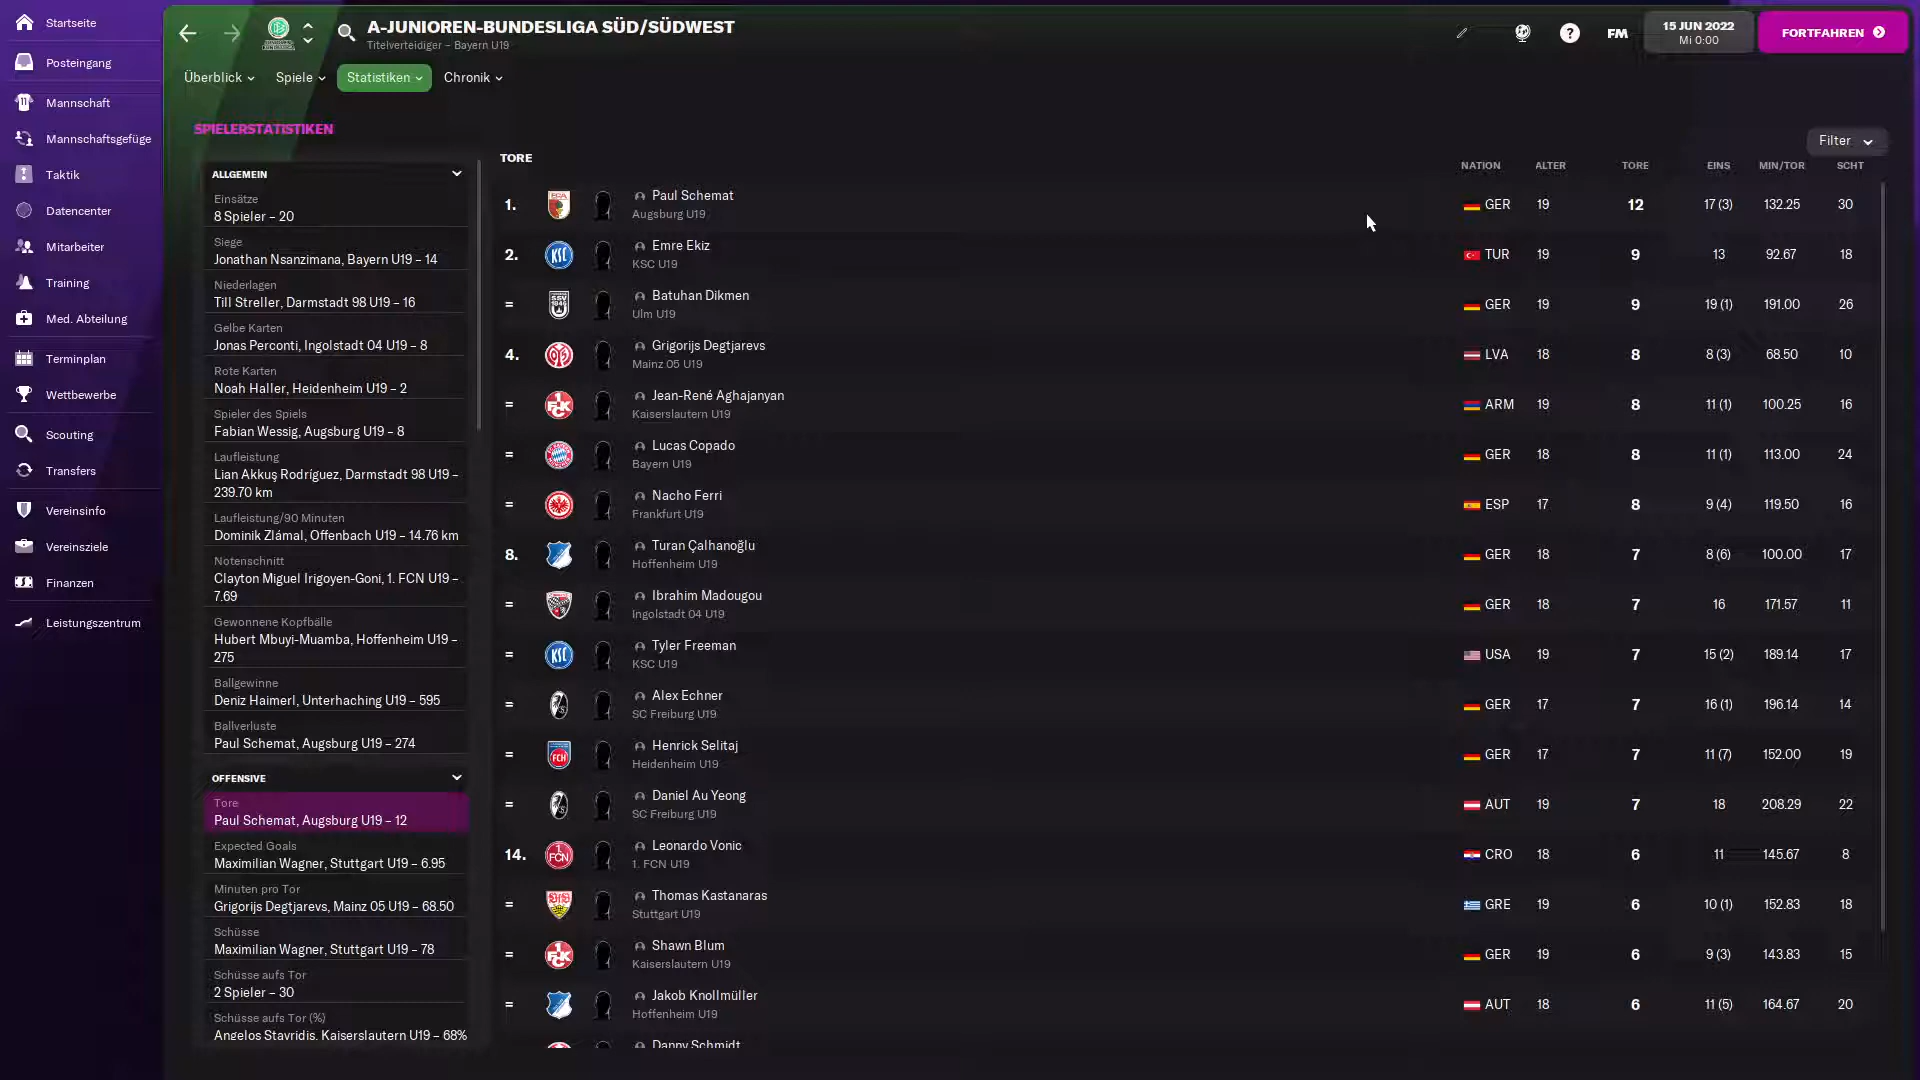 Startseite
Posteingang
Mannschaft
Mannschaftsgefüge
Taktik
Datencenter
Mitarbeiter
Training
Med. Abteilung
Terminplan
Wettbewerbe
Scouting
Transfers
Vereinsinfo
Vereinsziele
Finanzen
Leistungszentrum
A-JUNIOREN-BUNDESLIGA SÜD/SÜDWEST
Titelverteidiger – Bayern U19
FM
15 JUN 2022
Mi 0:00
FORTFAHREN
Überblick
Spiele
Statistiken
Chronik
SPIELERSTATISTIKEN
Filter
ALLGEMEIN
Einsätze
8 Spieler – 20
Siege
Jonathan Nsanzimana, Bayern U19 – 14
Niederlagen
Till Streller, Darmstadt 98 U19 – 16
Gelbe Karten
Jonas Perconti, Ingolstadt 04 U19 – 8
Rote Karten
Noah Haller, Heidenheim U19 – 2
Spieler des Spiels
Fabian Wessig, Augsburg U19 – 8
Laufleistung
Lian Akkuş Rodríguez, Darmstadt 98 U19 –
239.70 km
Laufleistung/90 Minuten
Dominik Zlámal, Offenbach U19 – 14.76 km
Notenschnitt
Clayton Miguel Irigoyen-Goni, 1. FCN U19 –
7.69
Gewonnene Kopfbälle
Hubert Mbuyi-Muamba, Hoffenheim U19 –
275
Ballgewinne
Deniz Haimerl, Unterhaching U19 – 595
Ballverluste
Paul Schemat, Augsburg U19 – 274
OFFENSIVE
Tore
Paul Schemat, Augsburg U19 – 12
Expected Goals
Maximilian Wagner, Stuttgart U19 – 6.95
Minuten pro Tor
Grigorijs Degtjarevs, Mainz 05 U19 – 68.50
Schüsse
Maximilian Wagner, Stuttgart U19 – 78
Schüsse aufs Tor
2 Spieler – 30
Schüsse aufs Tor (%)
Angelos Stavridis, Kaiserslautern U19 – 68%
TORE
NATION ALTER TORE EINS MIN/TOR SCHT
1. Paul Schemat GER 19 12 17 (3) 132.25 30
Augsburg U19
2. Emre Ekiz TUR 19 9 13 92.67 18
KSC U19
= Batuhan Dikmen GER 19 9 19 (1) 191.00 26
Ulm U19
4. Grigorijs Degtjarevs LVA 18 8 8 (3) 68.50 10
Mainz 05 U19
= Jean-René Aghajanyan ARM 19 8 11 (1) 100.25 16
Kaiserslautern U19
= Lucas Copado GER 18 8 11 (1) 113.00 24
Bayern U19
= Nacho Ferri ESP 17 8 9 (4) 119.50 16
Frankfurt U19
8. Turan Çalhanoğlu GER 18 7 8 (6) 100.00 17
Hoffenheim U19
= Ibrahim Madougou GER 18 7 16 171.57 11
Ingolstadt 04 U19
= Tyler Freeman USA 19 7 15 (2) 189.14 17
KSC U19
= Alex Echner GER 17 7 16 (1) 196.14 14
SC Freiburg U19
= Henrick Selitaj GER 17 7 11 (7) 152.00 19
Heidenheim U19
= Daniel Au Yeong AUT 19 7 18 208.29 22
SC Freiburg U19
14. Leonardo Vonic CRO 18 6 11 145.67 8
1. FCN U19
= Thomas Kastanaras GRE 19 6 10 (1) 152.83 18
Stuttgart U19
= Shawn Blum GER 19 6 9 (3) 143.83 15
Kaiserslautern U19
= Jakob Knollmüller AUT 18 6 11 (5) 164.67 20
Hoffenheim U19
Danny Schmidt